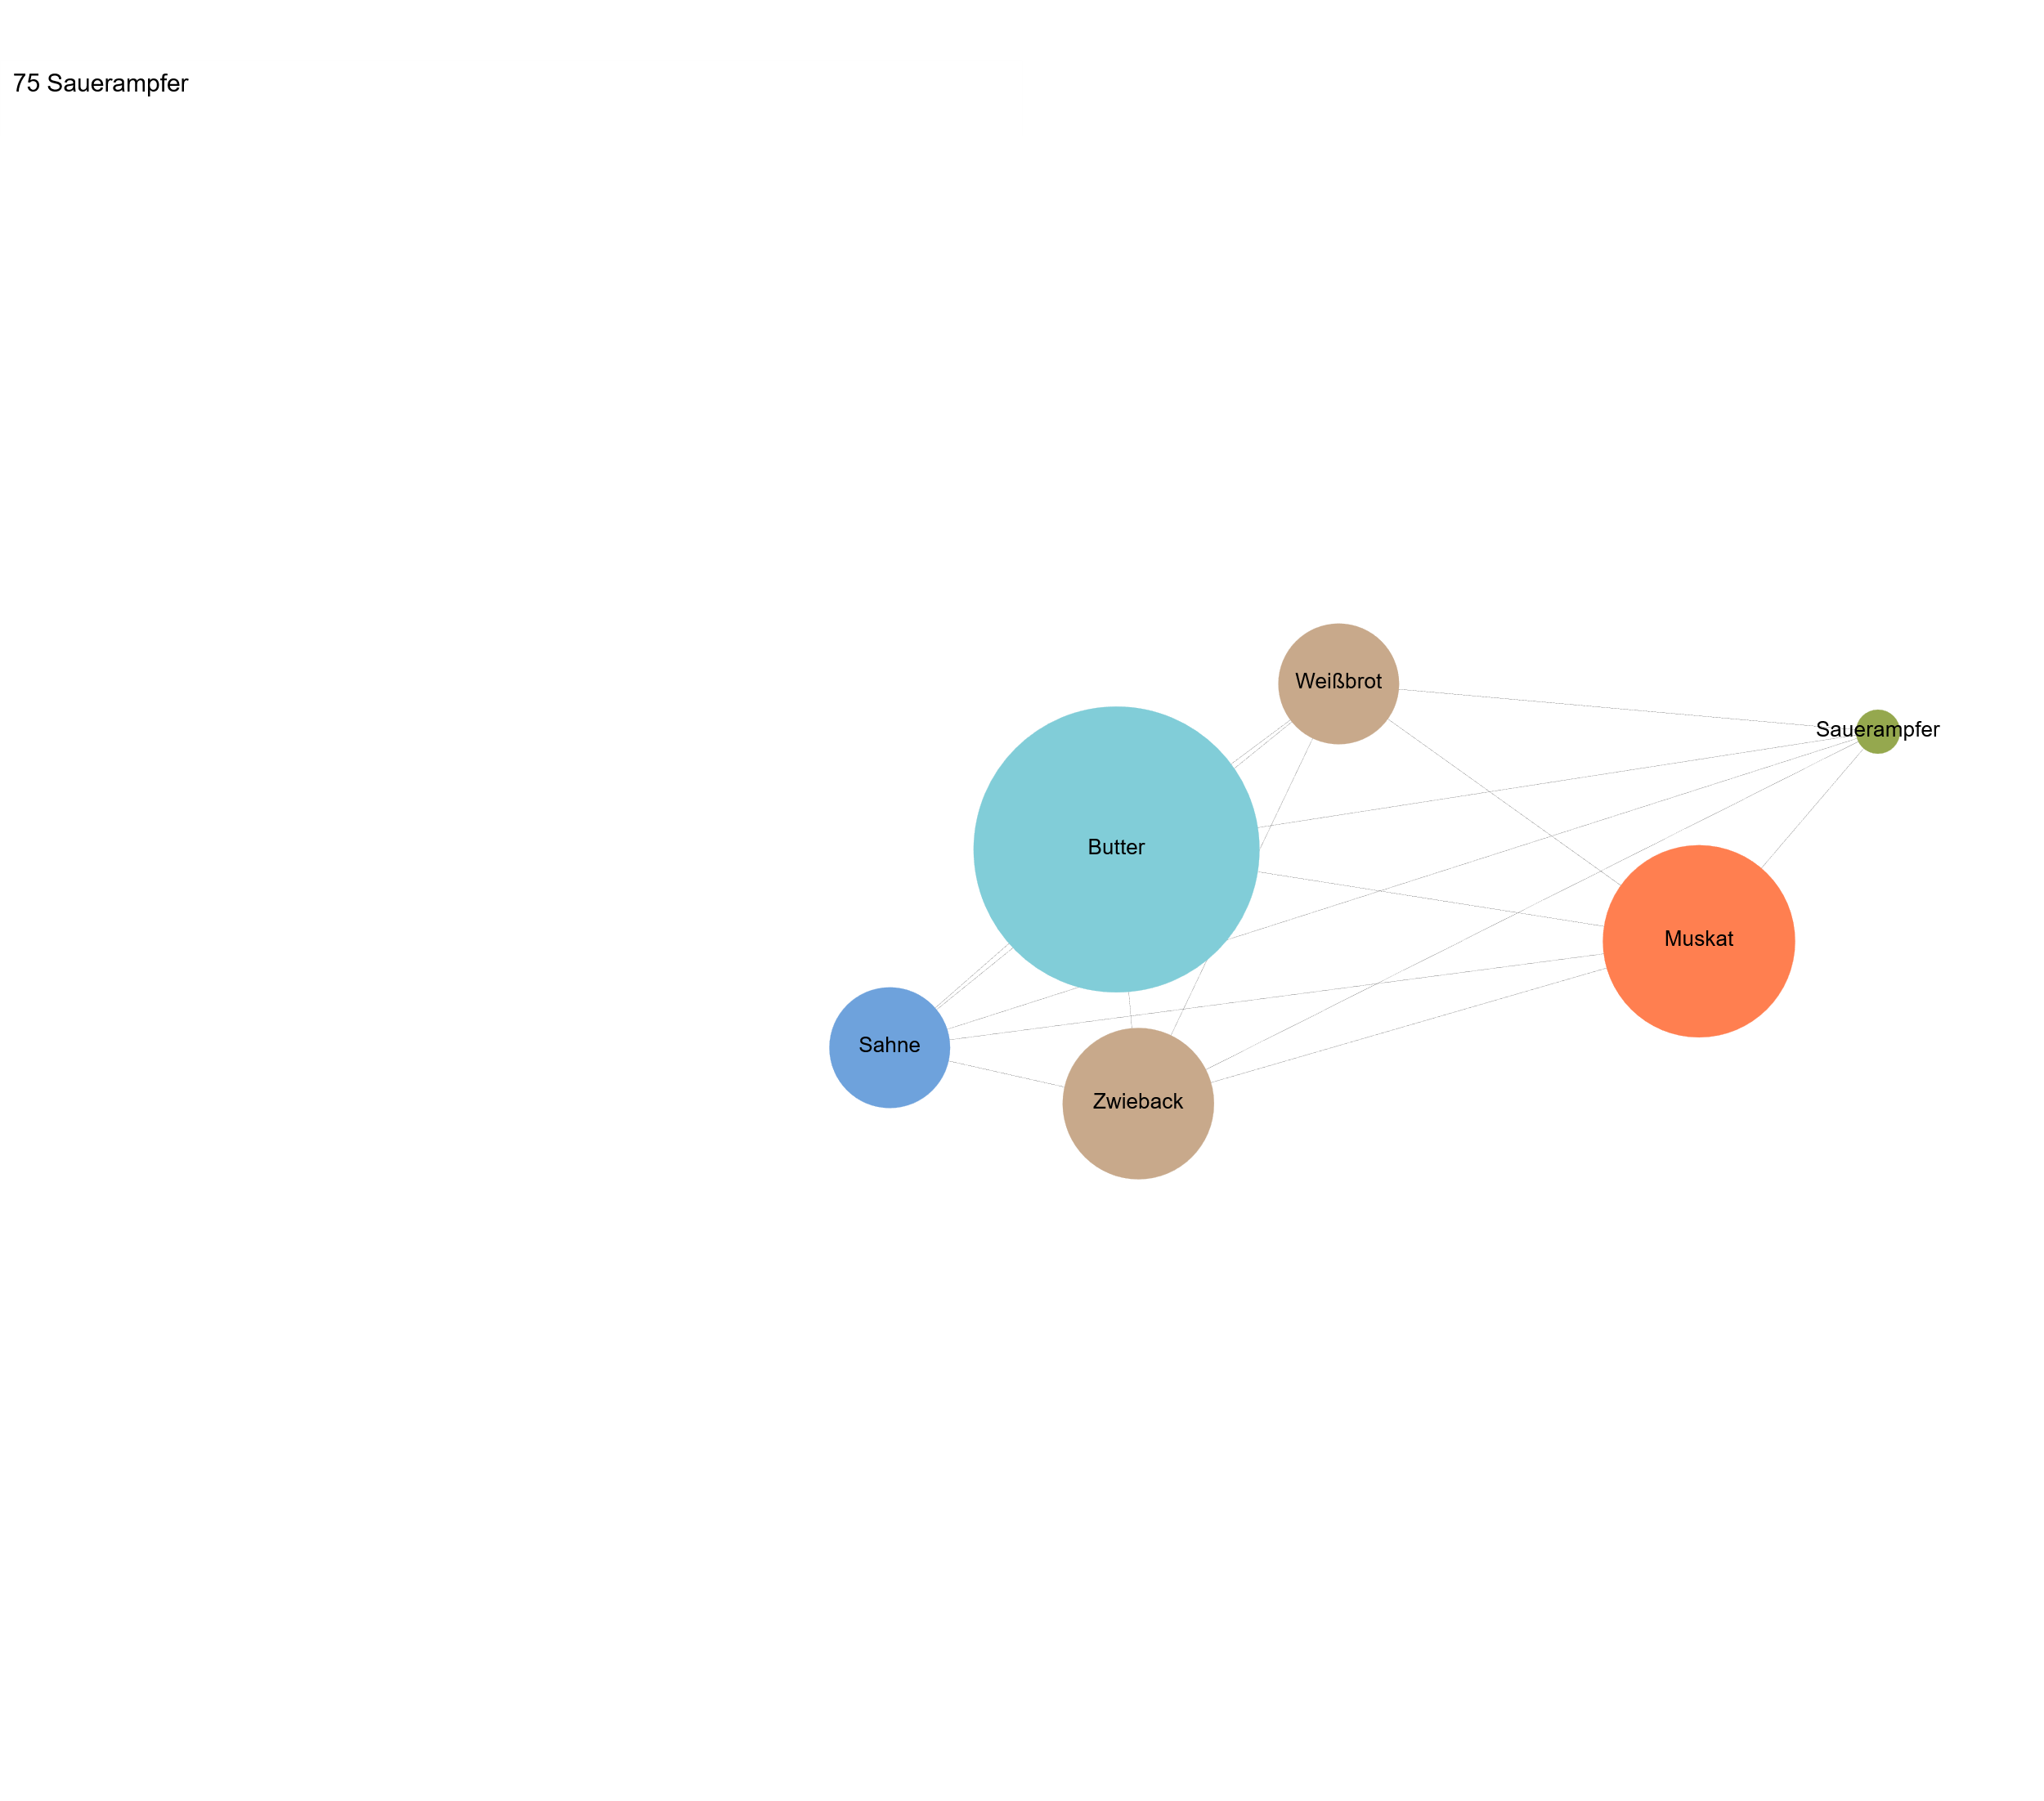 75 Sauerampfer
Weißbrot
Sauerampfer
Butter
Muskat
Sahne
Zwieback